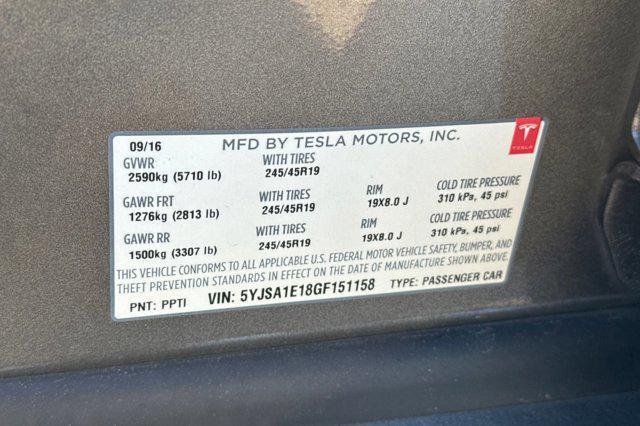 09/16 MFD BY TESLA MOTORS, INC.
TESLA
GVWR WITH TIRES
2590kg (5710 lb) 245/45R19
GAWR FRT WITH TIRES RIM COLD TIRE PRESSURE
1276kg (2813 lb) 245/45R19 19X8.0 J 310 kPa, 45 psi
GAWR RR WITH TIRES RIM COLD TIRE PRESSURE
1500kg (3307 lb) 245/45R19 19X8.0 J 310 kPa, 45 psi
THIS VEHICLE CONFORMS TO ALL APPLICABLE U.S. FEDERAL MOTOR VEHICLE SAFETY, BUMPER, AND
THEFT PREVENTION STANDARDS IN EFFECT ON THE DATE OF MANUFACTURE SHOWN ABOVE.
PNT: PPTI VIN: 5YJSA1E18GF151158 TYPE: PASSENGER CAR